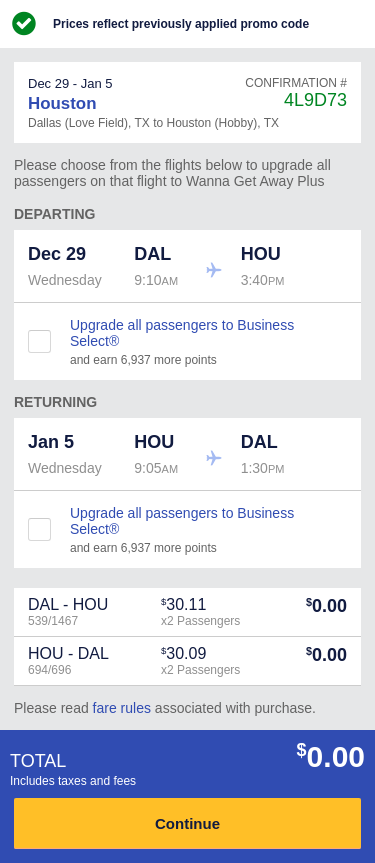 Prices reflect previously applied promo code
Dec 29 - Jan 5
CONFIRMATION #
Houston
4L9D73
Dallas (Love Field), TX to Houston (Hobby), TX
Please choose from the flights below to upgrade all
passengers on that flight to Wanna Get Away Plus
DEPARTING
Dec 29 DAL HOU
Wednesday 9:10AM 3:40PM
Upgrade all passengers to Business
Select®
and earn 6,937 more points
RETURNING
Jan 5 HOU DAL
Wednesday 9:05AM 1:30PM
Upgrade all passengers to Business
Select®
and earn 6,937 more points
DAL - HOU $30.11 $0.00
539/1467 x2 Passengers
HOU - DAL $30.09 $0.00
694/696 x2 Passengers
Please read fare rules associated with purchase.
TOTAL $0.00
Includes taxes and fees
Continue